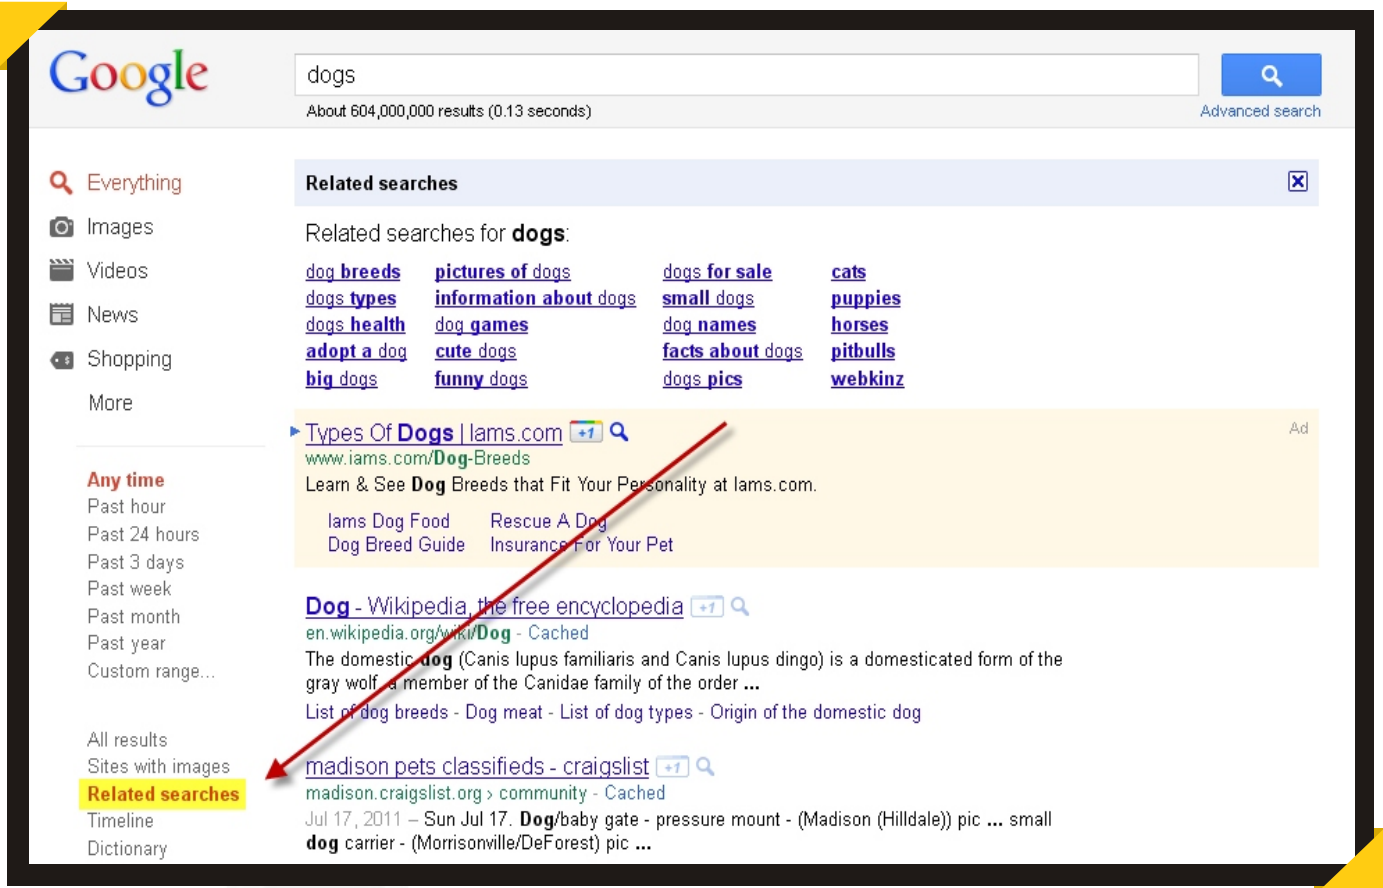 Google
dogs
About 604,000,000 results (0.13 seconds)
Advanced search
Everything
Images
Videos
News
Shopping
More
Any time
Past hour
Past 24 hours
Past 3 days
Past week
Past month
Past year
Custom range...
All results
Sites with images
Related searches
Timeline
Dictionary
Related searches
Related searches for dogs:
dog breeds pictures of dogs dogs for sale cats
dogs types information about dogs small dogs puppies
dogs health dog games dog names horses
adopt a dog cute dogs facts about dogs pitbulls
big dogs funny dogs dogs pics webkinz
Types Of Dogs | Iams.com +1
Ad
www.iams.com/Dog-Breeds
Learn & See Dog Breeds that Fit Your Personality at Iams.com.
Iams Dog Food Rescue A Dog
Dog Breed Guide Insurance For Your Pet
Dog - Wikipedia, the free encyclopedia +1
en.wikipedia.org/wiki/Dog - Cached
The domestic dog (Canis lupus familiaris and Canis lupus dingo) is a domesticated form of the
gray wolf, a member of the Canidae family of the order ...
List of dog breeds - Dog meat - List of dog types - Origin of the domestic dog
madison pets classifieds - craigslist +1
madison.craigslist.org › community - Cached
Jul 17, 2011 – Sun Jul 17. Dog/baby gate - pressure mount - (Madison (Hilldale)) pic ... small
dog carrier - (Morrisonville/DeForest) pic ...